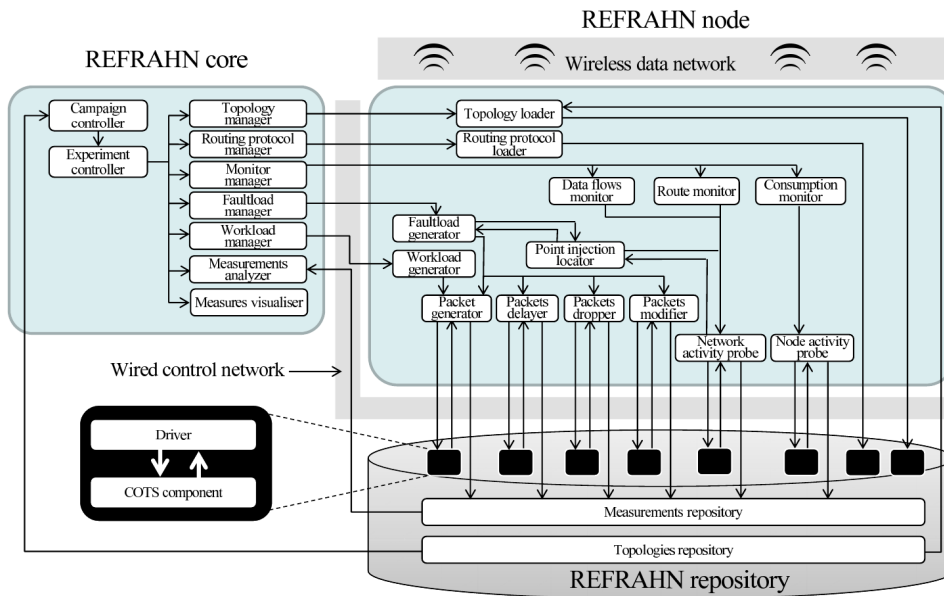 REFRAHN node
REFRAHN core
Wireless data network
Campaign
controller
Experiment
controller
Topology
manager
Routing protocol
manager
Monitor
manager
Faultload
manager
Workload
manager
Measurements
analyzer
Measures visualiser
Topology loader
Routing protocol
loader
Data flows
monitor
Route monitor
Consumption
monitor
Faultload
generator
Point injection
locator
Workload
generator
Packet
generator
Packets
delayer
Packets
dropper
Packets
modifier
Network
activity probe
Node activity
probe
Wired control network
Driver
COTS component
Measurements repository
Topologies repository
REFRAHN repository